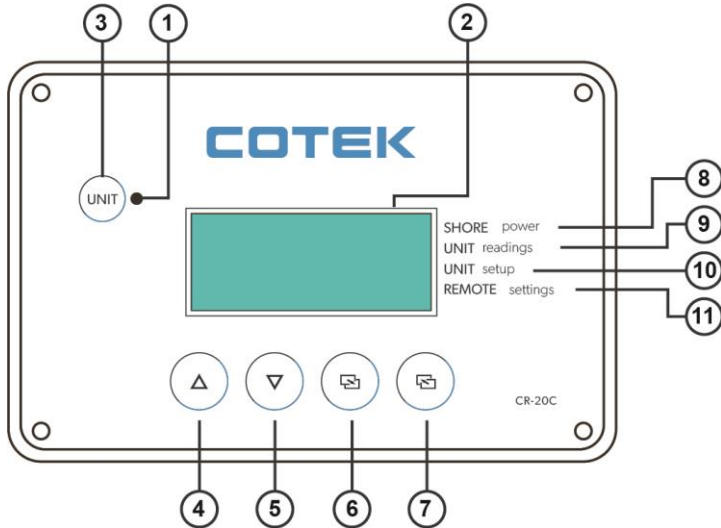 3 1 2
COTEK
UNIT
8
SHORE power
9
UNIT readings
10
UNIT setup
11
REMOTE settings
CR-20C
4 5 6 7